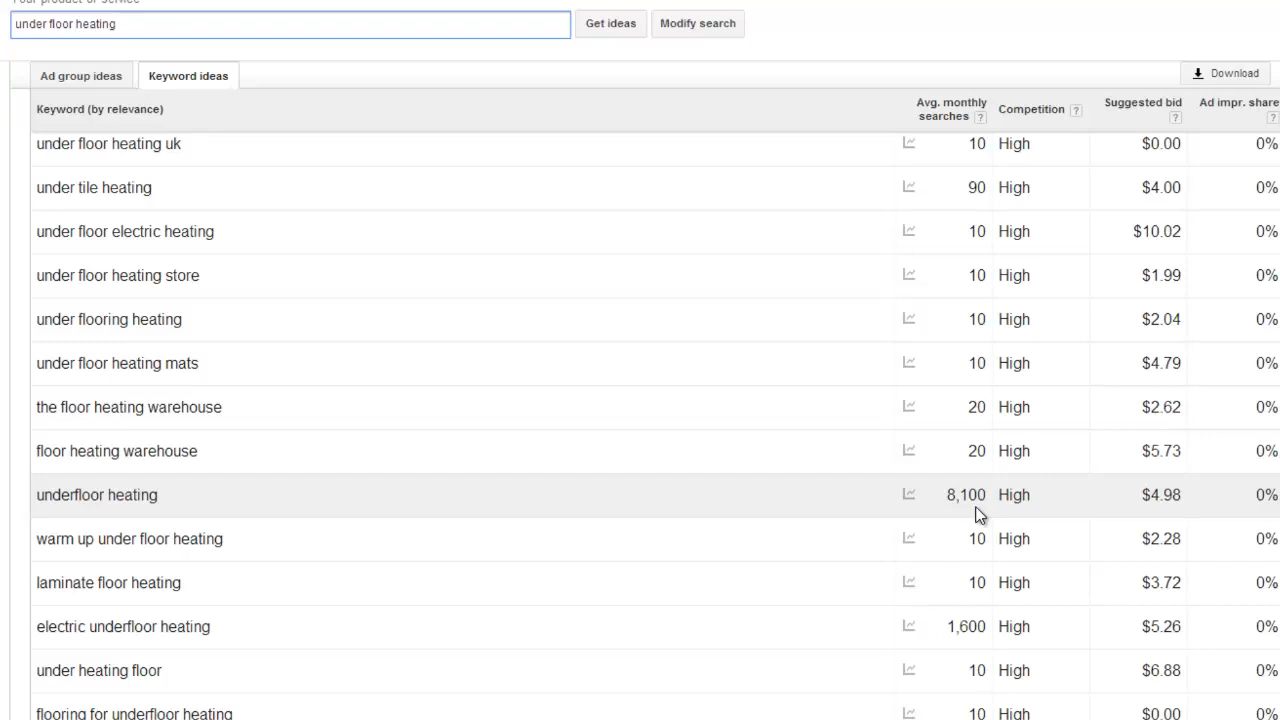 Your product or service
under floor heating Get ideas Modify search
Ad group ideas Keyword ideas Download
Keyword (by relevance) Avg. monthly searches ? Competition ? Suggested bid ? Ad impr. share ?
under floor heating uk 10 High $0.00 0%
under tile heating 90 High $4.00 0%
under floor electric heating 10 High $10.02 0%
under floor heating store 10 High $1.99 0%
under flooring heating 10 High $2.04 0%
under floor heating mats 10 High $4.79 0%
the floor heating warehouse 20 High $2.62 0%
floor heating warehouse 20 High $5.73 0%
underfloor heating 8,100 High $4.98 0%
warm up under floor heating 10 High $2.28 0%
laminate floor heating 10 High $3.72 0%
electric underfloor heating 1,600 High $5.26 0%
under heating floor 10 High $6.88 0%
flooring for underfloor heating 10 High $0.00 0%